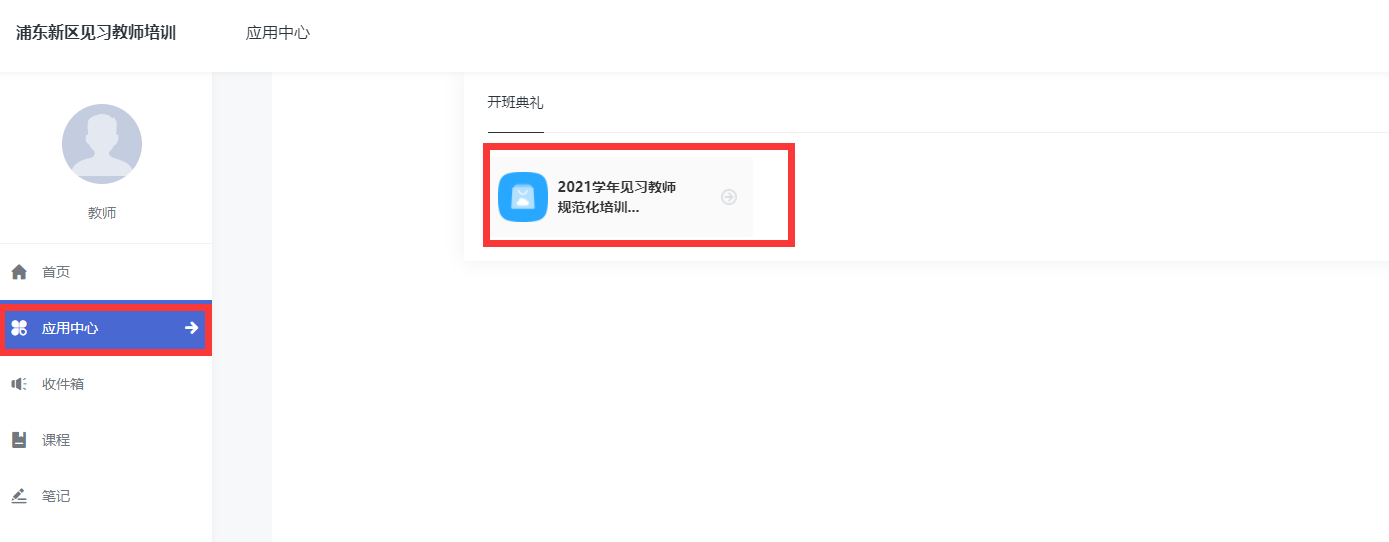 浦东新区见习教师培训
应用中心
教师
首页
应用中心
收件箱
课程
笔记
开班典礼
2021学年见习教师
规范化培训...